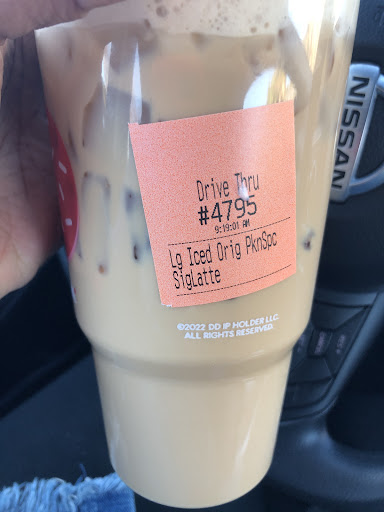 Drive Thru
#4795
9:19:01 AM
Lg Iced Orig PknSpc
SigLatte
©2022 DD IP HOLDER LLC.
ALL RIGHTS RESERVED.
NISSAN